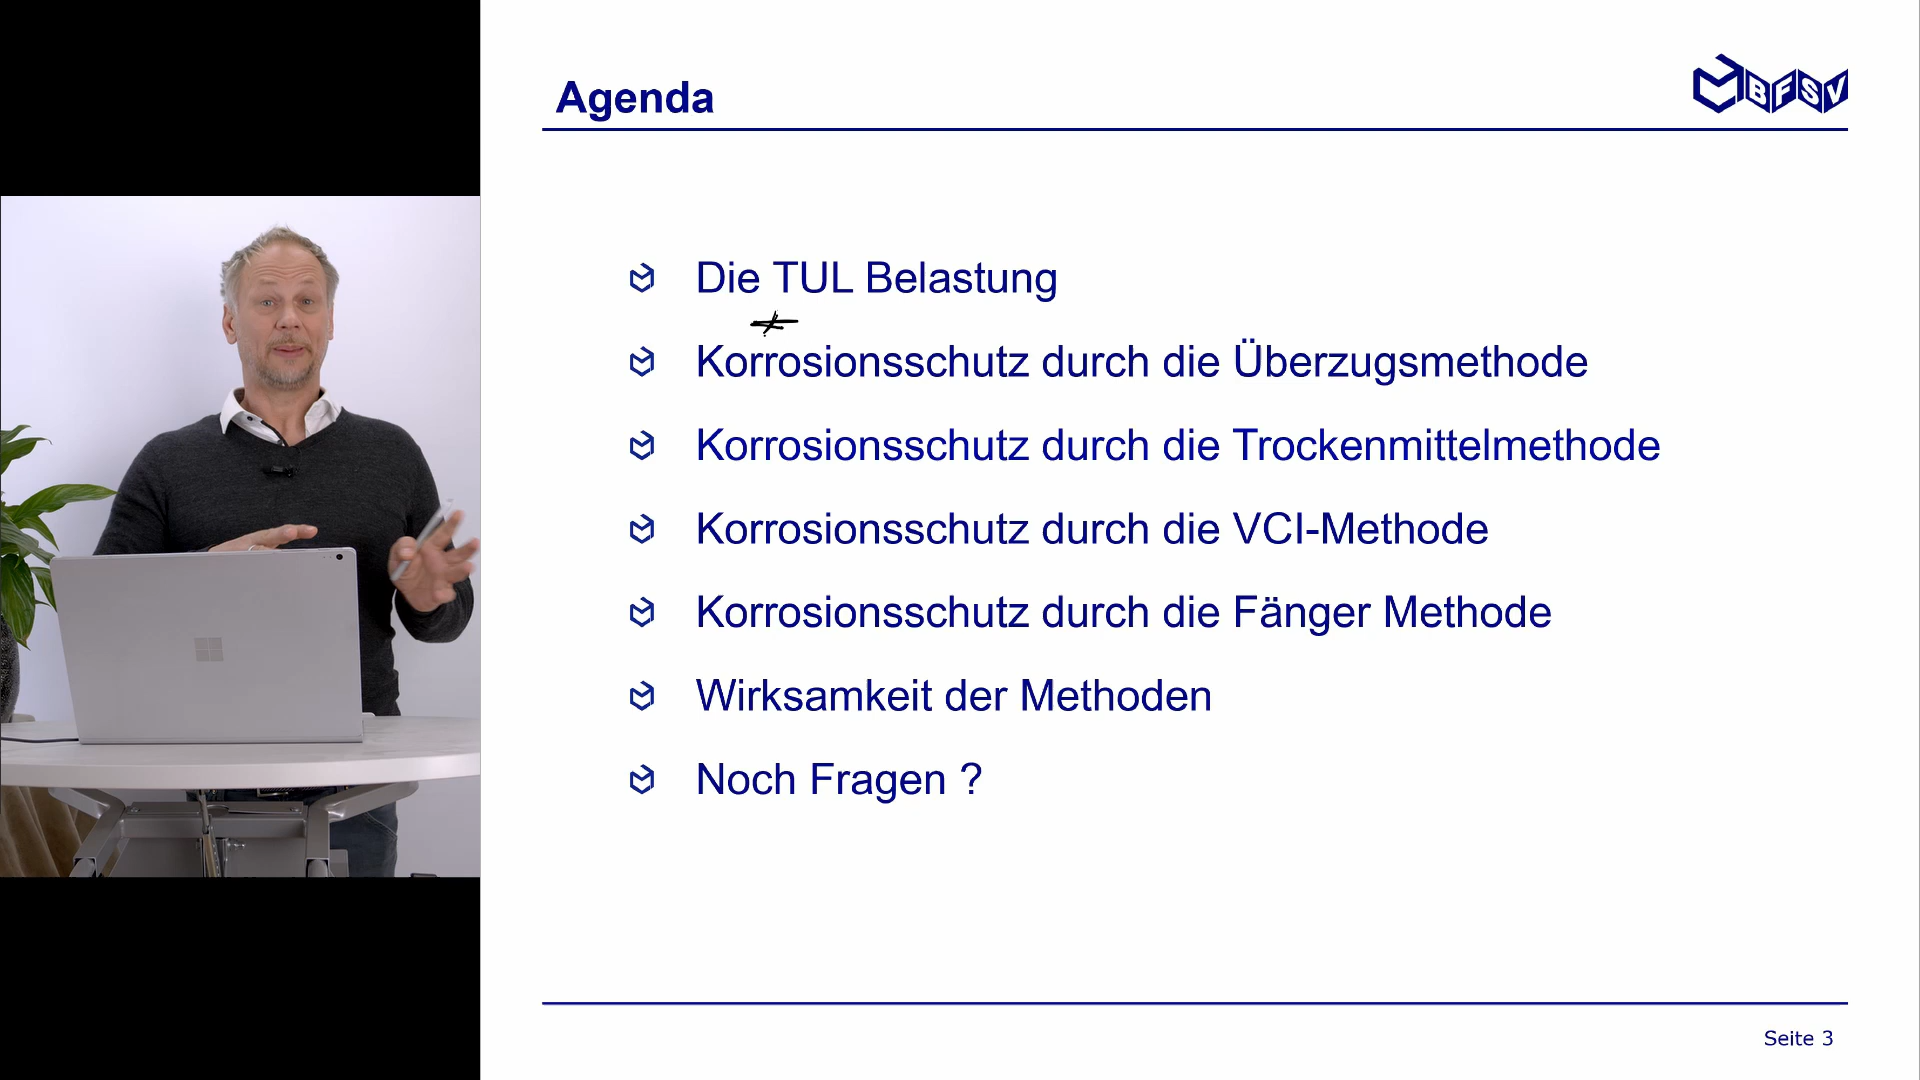 Agenda
BFSV
Die TUL Belastung
Korrosionsschutz durch die Überzugsmethode
Korrosionsschutz durch die Trockenmittelmethode
Korrosionsschutz durch die VCI-Methode
Korrosionsschutz durch die Fänger Methode
Wirksamkeit der Methoden
Noch Fragen ?
Seite 3